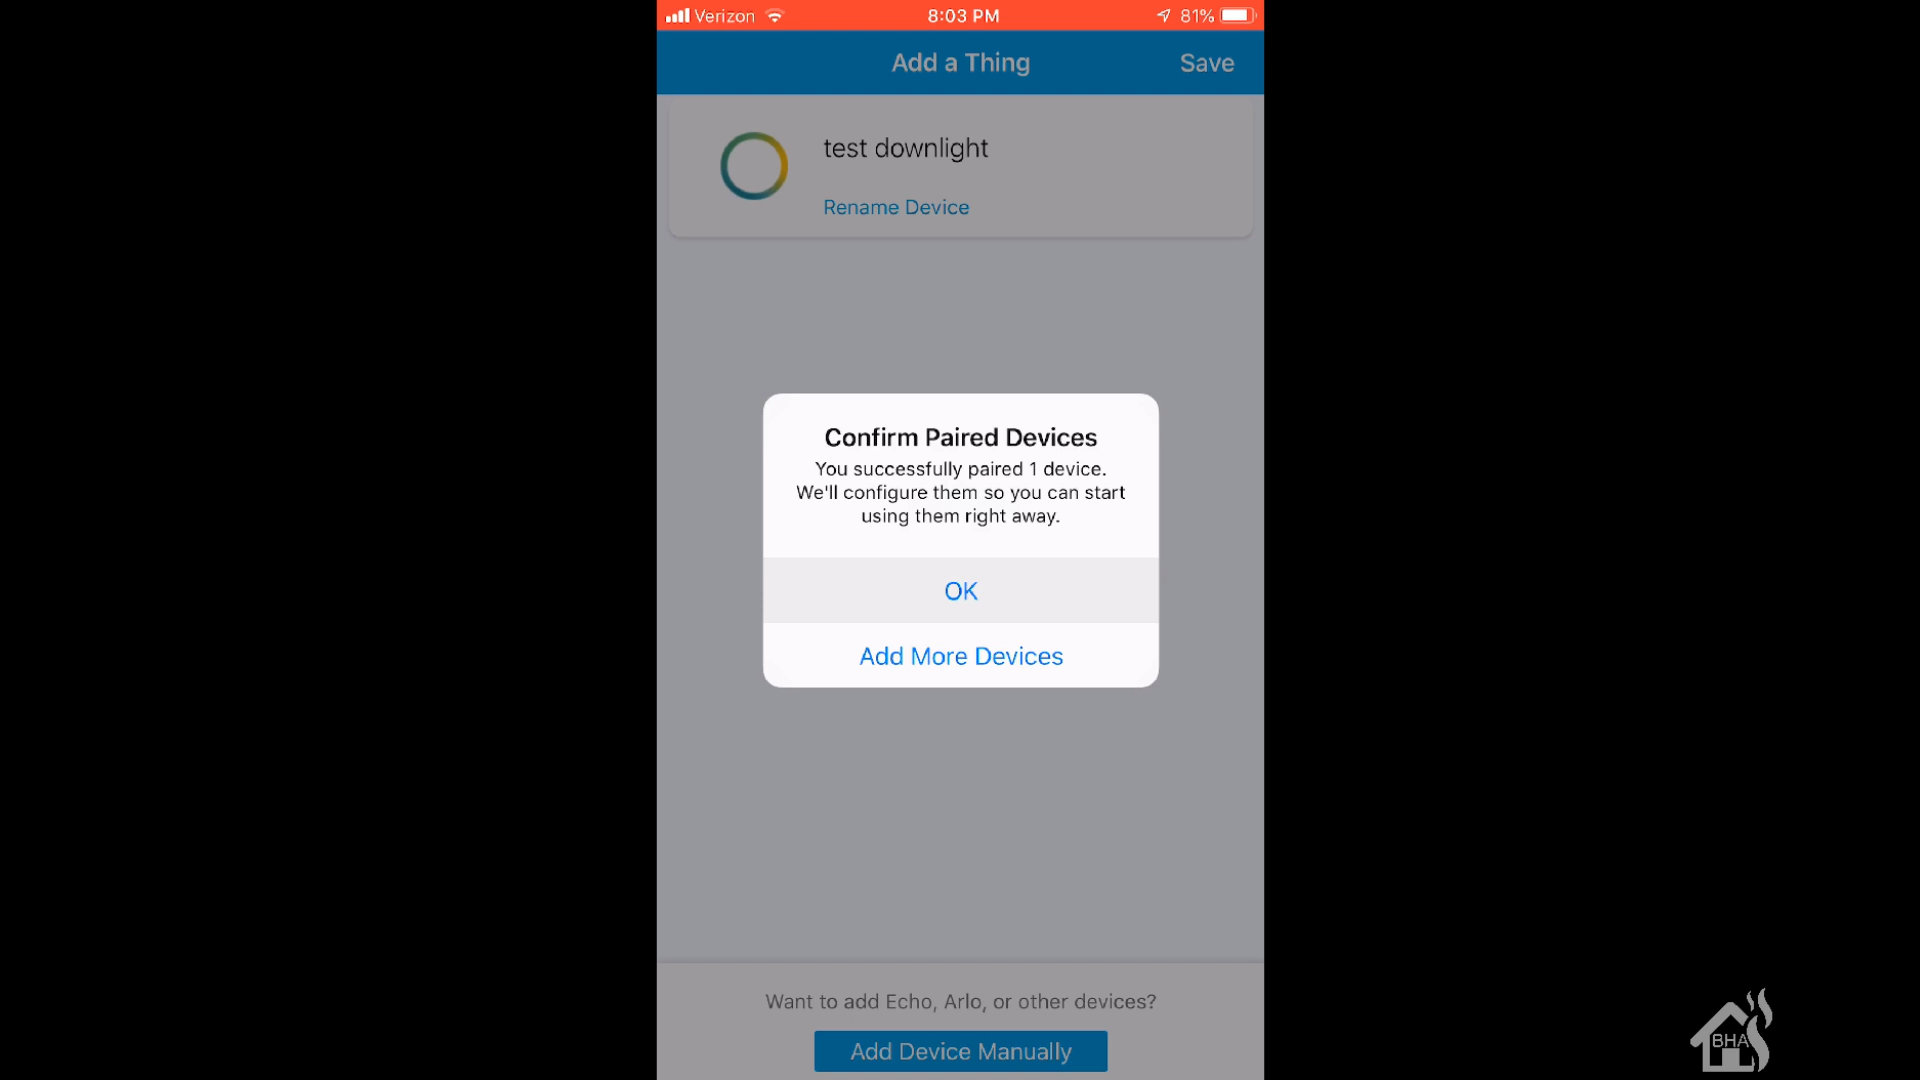 Verizon 8:03 PM 81%
Add a Thing Save
test downlight
Rename Device
Confirm Paired Devices
You successfully paired 1 device.
We'll configure them so you can start
using them right away.
OK
Add More Devices
Want to add Echo, Arlo, or other devices?
Add Device Manually
BHA